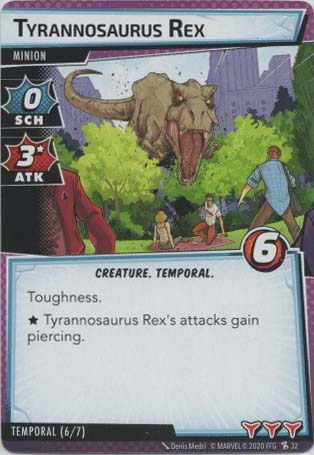 TYRANNOSAURUS REX
MINION
0
SCH
3★
ATK
6
CREATURE. TEMPORAL.
Toughness.
★ Tyrannosaurus Rex's attacks gain
piercing.
TEMPORAL (6/7)
Denis Medri © MARVEL © 2020 FFG 32